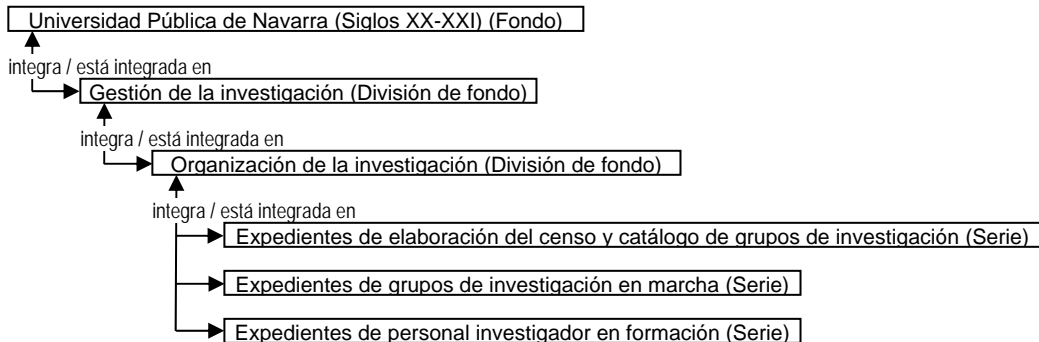 Universidad Pública de Navarra (Siglos XX-XXI) (Fondo)
integra / está integrada en
Gestión de la investigación (División de fondo)
integra / está integrada en
Organización de la investigación (División de fondo)
integra / está integrada en
Expedientes de elaboración del censo y catálogo de grupos de investigación (Serie)
Expedientes de grupos de investigación en marcha (Serie)
Expedientes de personal investigador en formación (Serie)